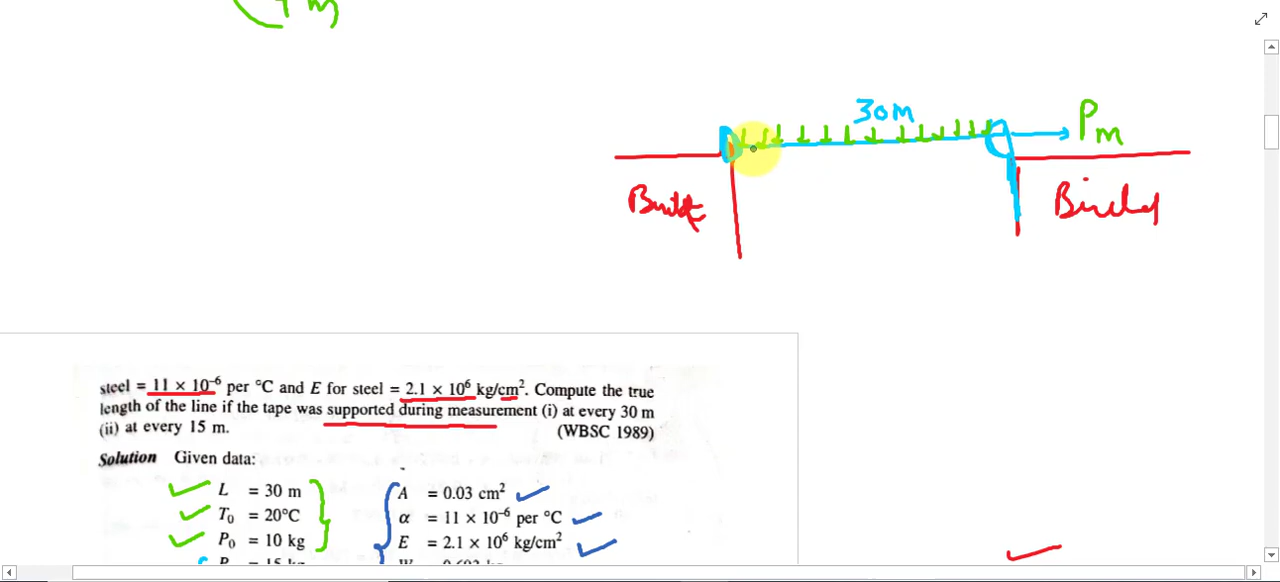 m
30m
Pm
steel = 11 × 10⁻⁶ per °C and E for steel = 2.1 × 10⁶ kg/cm². Compute the true
length of the line if the tape was supported during measurement (i) at every 30 m
(ii) at every 15 m. (WBSC 1989)
Solution Given data:
L = 30 m A = 0.03 cm²
T₀ = 20°C α = 11 × 10⁻⁶ per °C
P₀ = 10 kg E = 2.1 × 10⁶ kg/cm²